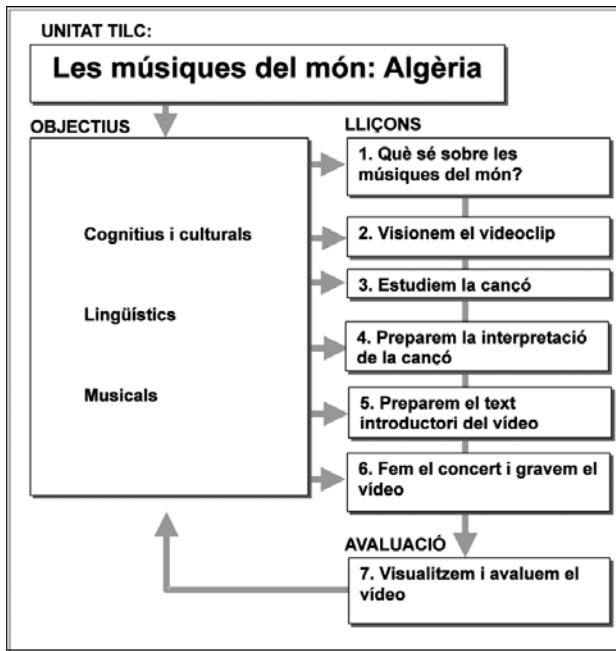 UNITAT TILC:
Les músiques del món: Algèria
OBJECTIUS
Cognitius i culturals
Lingüístics
Musicals
LLIÇONS
1. Què sé sobre les
músiques del món?
2. Visionem el videoclip
3. Estudiem la cançó
4. Preparem la interpretació
de la cançó
5. Preparem el text
introductori del vídeo
6. Fem el concert i gravem el
vídeo
AVALUACIÓ
7. Visualitzem i avaluem el
vídeo